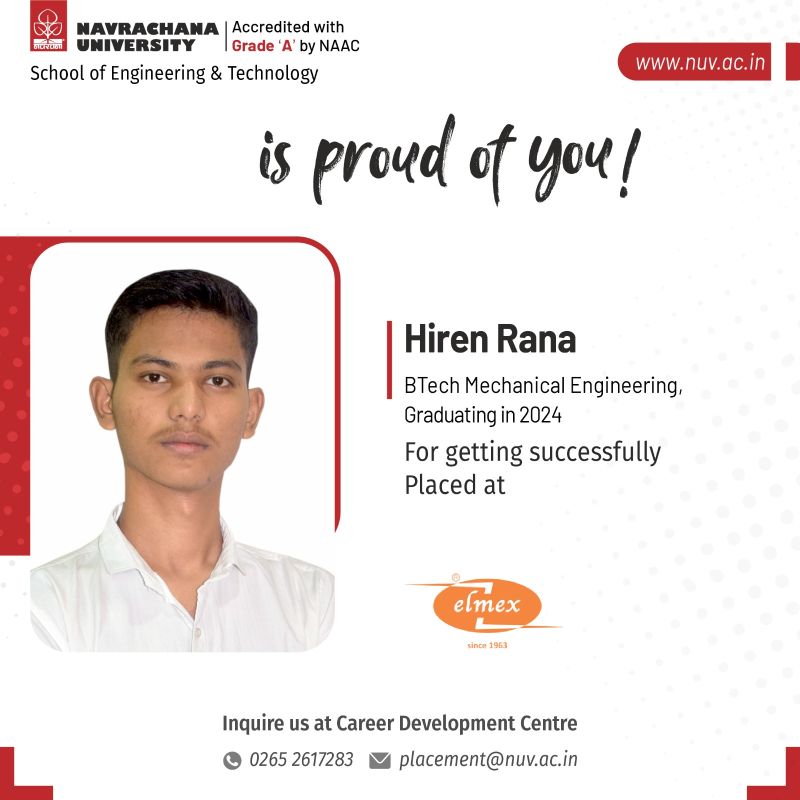 NAVRACHANA
UNIVERSITY
Accredited with
Grade 'A' by NAAC
School of Engineering & Technology
www.nuv.ac.in
is proud of you!
Hiren Rana
BTech Mechanical Engineering,
Graduating in 2024
For getting successfully
Placed at
elmex
®
since 1963
Inquire us at Career Development Centre
0265 2617283 placement@nuv.ac.in